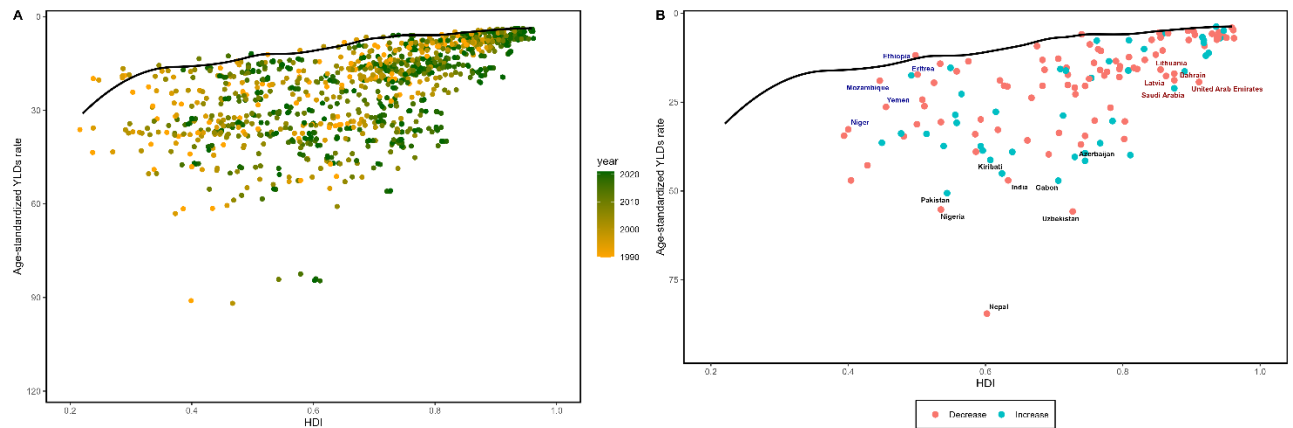 A
Age-standardized YLDs rate
0
30
60
90
120
0.2
0.4
0.6
0.8
1.0
HDI
year
2020
2010
2000
1990
B
Age-standardized YLDs rate
0
25
50
75
Ethiopia
Eritrea
Mozambique
Yemen
Niger
Lithuania
Bahrain
Latvia
United Arab Emirates
Saudi Arabia
Azerbaijan
Kiribati
India
Gabon
Pakistan
Nigeria
Uzbekistan
Nepal
0.2
0.4
0.6
0.8
1.0
HDI
Decrease
Increase